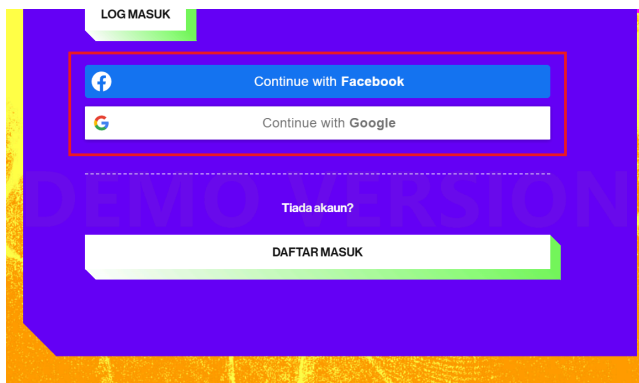 LOG MASUK
Continue with Facebook
Continue with Google
DEMO VERSION
Tiada akaun?
DAFTAR MASUK